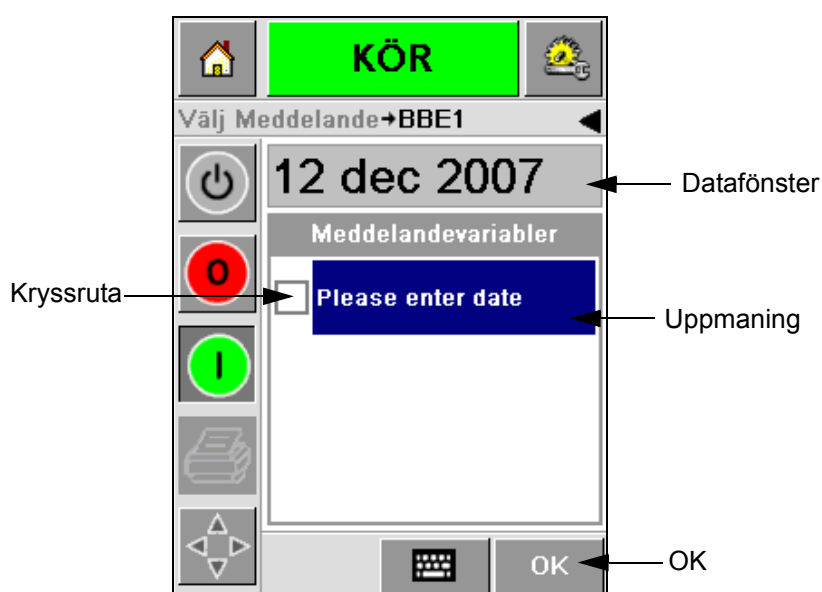 KÖR
Välj Meddelande→BBE1
12 dec 2007
Datafönster
Meddelandevariabler
O
Kryssruta
Please enter date
Uppmaning
I
OK
OK